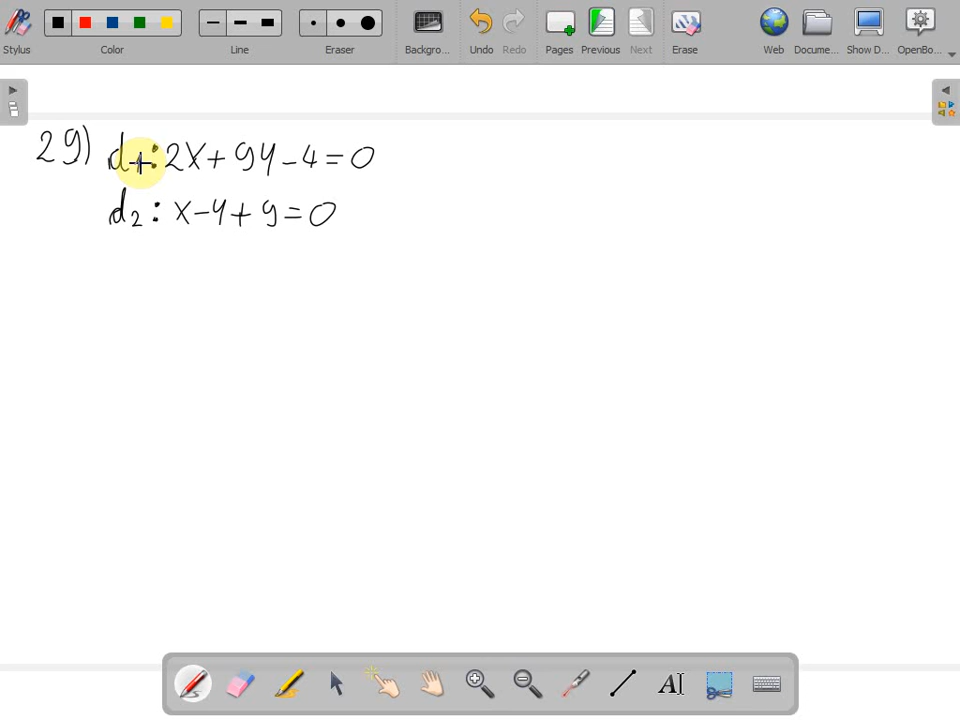 Stylus Color Line Eraser Backgro... Undo Redo Pages Previous Next Erase Web Docume... Show D... OpenBo...
29) d1: 2x + 9y - 4 = 0
d2: x - y + 9 = 0
A